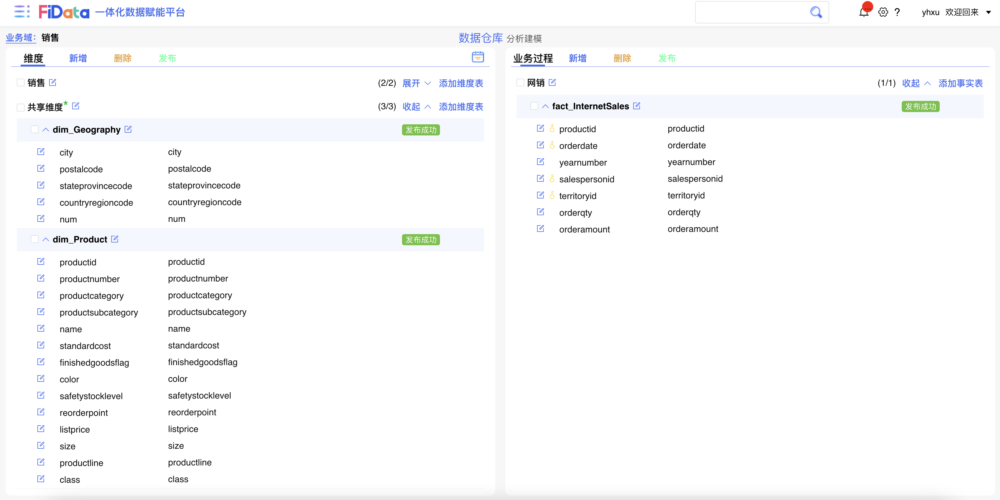 FiData 一体化数据赋能平台
yhxu 欢迎回来
业务域: 销售
数据仓库 分析建模
维度 新增 删除 发布
销售 (2/2) 展开 添加维度表
共享维度* (3/3) 收起 添加维度表
dim_Geography 发布成功
city city
postalcode postalcode
stateprovincecode stateprovincecode
countryregioncode countryregioncode
num num
dim_Product 发布成功
productid productid
productnumber productnumber
productcategory productcategory
productsubcategory productsubcategory
name name
standardcost standardcost
finishedgoodsflag finishedgoodsflag
color color
safetystocklevel safetystocklevel
reorderpoint reorderpoint
listprice listprice
size size
productline productline
class class
业务过程 新增 删除 发布
网销 (1/1) 收起 添加事实表
fact_InternetSales 发布成功
productid productid
orderdate orderdate
yearnumber yearnumber
salespersonid salespersonid
territoryid territoryid
orderqty orderqty
orderamount orderamount